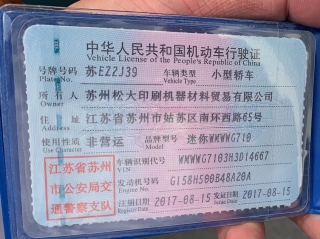 中华人民共和国机动车行驶证
Vehicle License of the People's Republic of China
号牌号码 苏EZ2J39 车辆类型 小型轿车
Plate No. Vehicle Type
所有人 苏州松大印刷机器材料贸易有限公司
Owner
住址 江苏省苏州市姑苏区南环西路65号
Address
使用性质 非营运 品牌型号 迷你WMWWG710
Use Character Model
江苏省苏州市公安局交通警察支队
车辆识别代号 WMWWG7103H3D14667
VIN
发动机号码 G158H500B48A20A
Engine No.
注册日期 2017-08-15 发证日期 2017-08-15
Register Date Issue Date